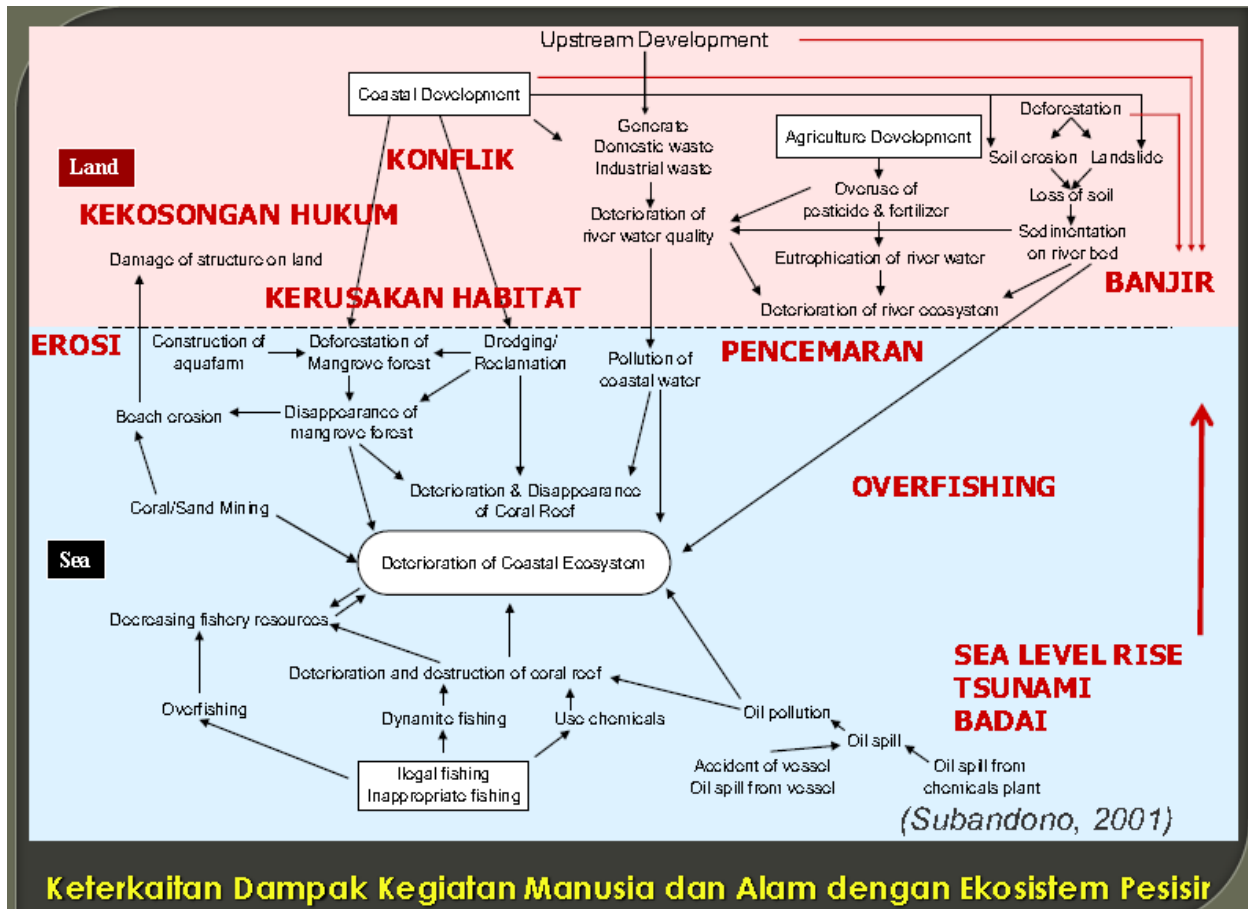 Upstream Development
Coastal Development
Deforestation
Generate
Domestic waste
Industrial waste
Agriculture Development
KONFLIK
Soil erosion
Landslide
Land
Overuse of
pesticide & fertilizer
Loss of soil
KEKOSONGAN HUKUM
Deterioration of
river water quality
Sedimentation
on river bed
Damage of structure on land
Eutrophication of river water
BANJIR
KERUSAKAN HABITAT
Deterioration of river ecosystem
EROSI
Construction of
aquafarm
Deforestation of
Mangrove forest
Dredging/
Reclamation
Pollution of
coastal water
PENCEMARAN
Beach erosion
Disappearance of
mangrove forest
OVERFISHING
Coral/Sand Mining
Deterioration & Disappearance
of Coral Reef
Sea
Deterioration of Coastal Ecosystem
Decreasing fishery resources
SEA LEVEL RISE
TSUNAMI
BADAI
Deterioration and destruction of coral reef
Overfishing
Dynamite fishing
Use chemicals
Oil pollution
Oil spill
Accident of vessel
Oil spill from vessel
Oil spill from
chemicals plant
Ilegal fishing
Inappropriate fishing
(Subandono, 2001)
Keterkaitan Dampak Kegiatan Manusia dan Alam dengan Ekosistem Pesisir